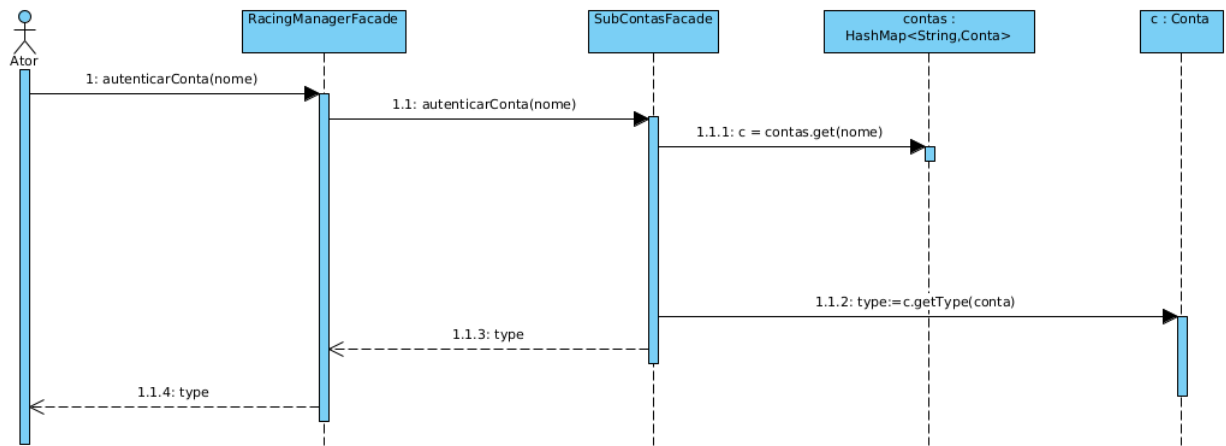 RacingManagerFacade
SubContasFacade
contas :
HashMap<String,Conta>
c : Conta
Ator
1: autenticarConta(nome)
1.1: autenticarConta(nome)
1.1.1: c = contas.get(nome)
1.1.2: type:=c.getType(conta)
1.1.3: type
1.1.4: type